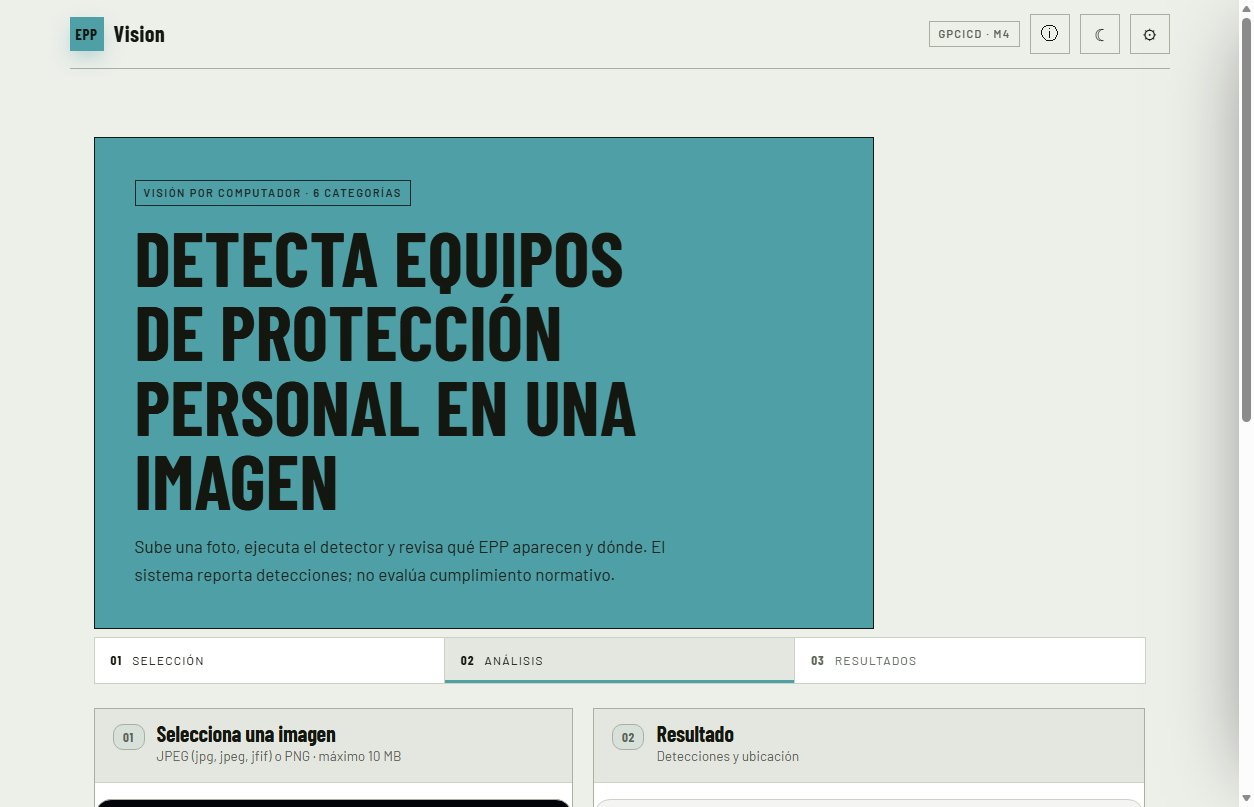 EPP Vision
GPCICD · M4
VISIÓN POR COMPUTADOR · 6 CATEGORÍAS
DETECTA EQUIPOS
DE PROTECCIÓN
PERSONAL EN UNA
IMAGEN
Sube una foto, ejecuta el detector y revisa qué EPP aparecen y dónde. El
sistema reporta detecciones; no evalúa cumplimiento normativo.
01 SELECCIÓN
02 ANÁLISIS
03 RESULTADOS
01 Selecciona una imagen
JPEG (jpg, jpeg, jfif) o PNG · máximo 10 MB
02 Resultado
Detecciones y ubicación